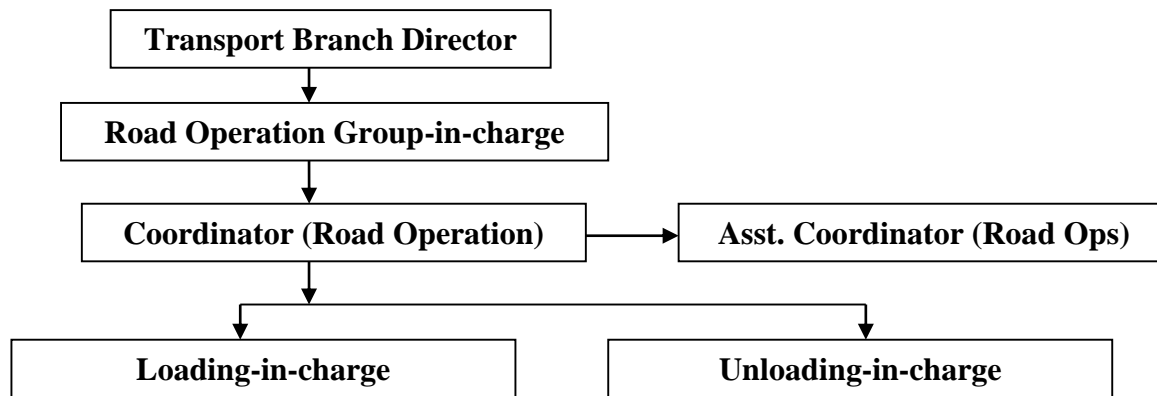 Transport Branch Director
Road Operation Group-in-charge
Coordinator (Road Operation)
Asst. Coordinator (Road Ops)
Loading-in-charge
Unloading-in-charge